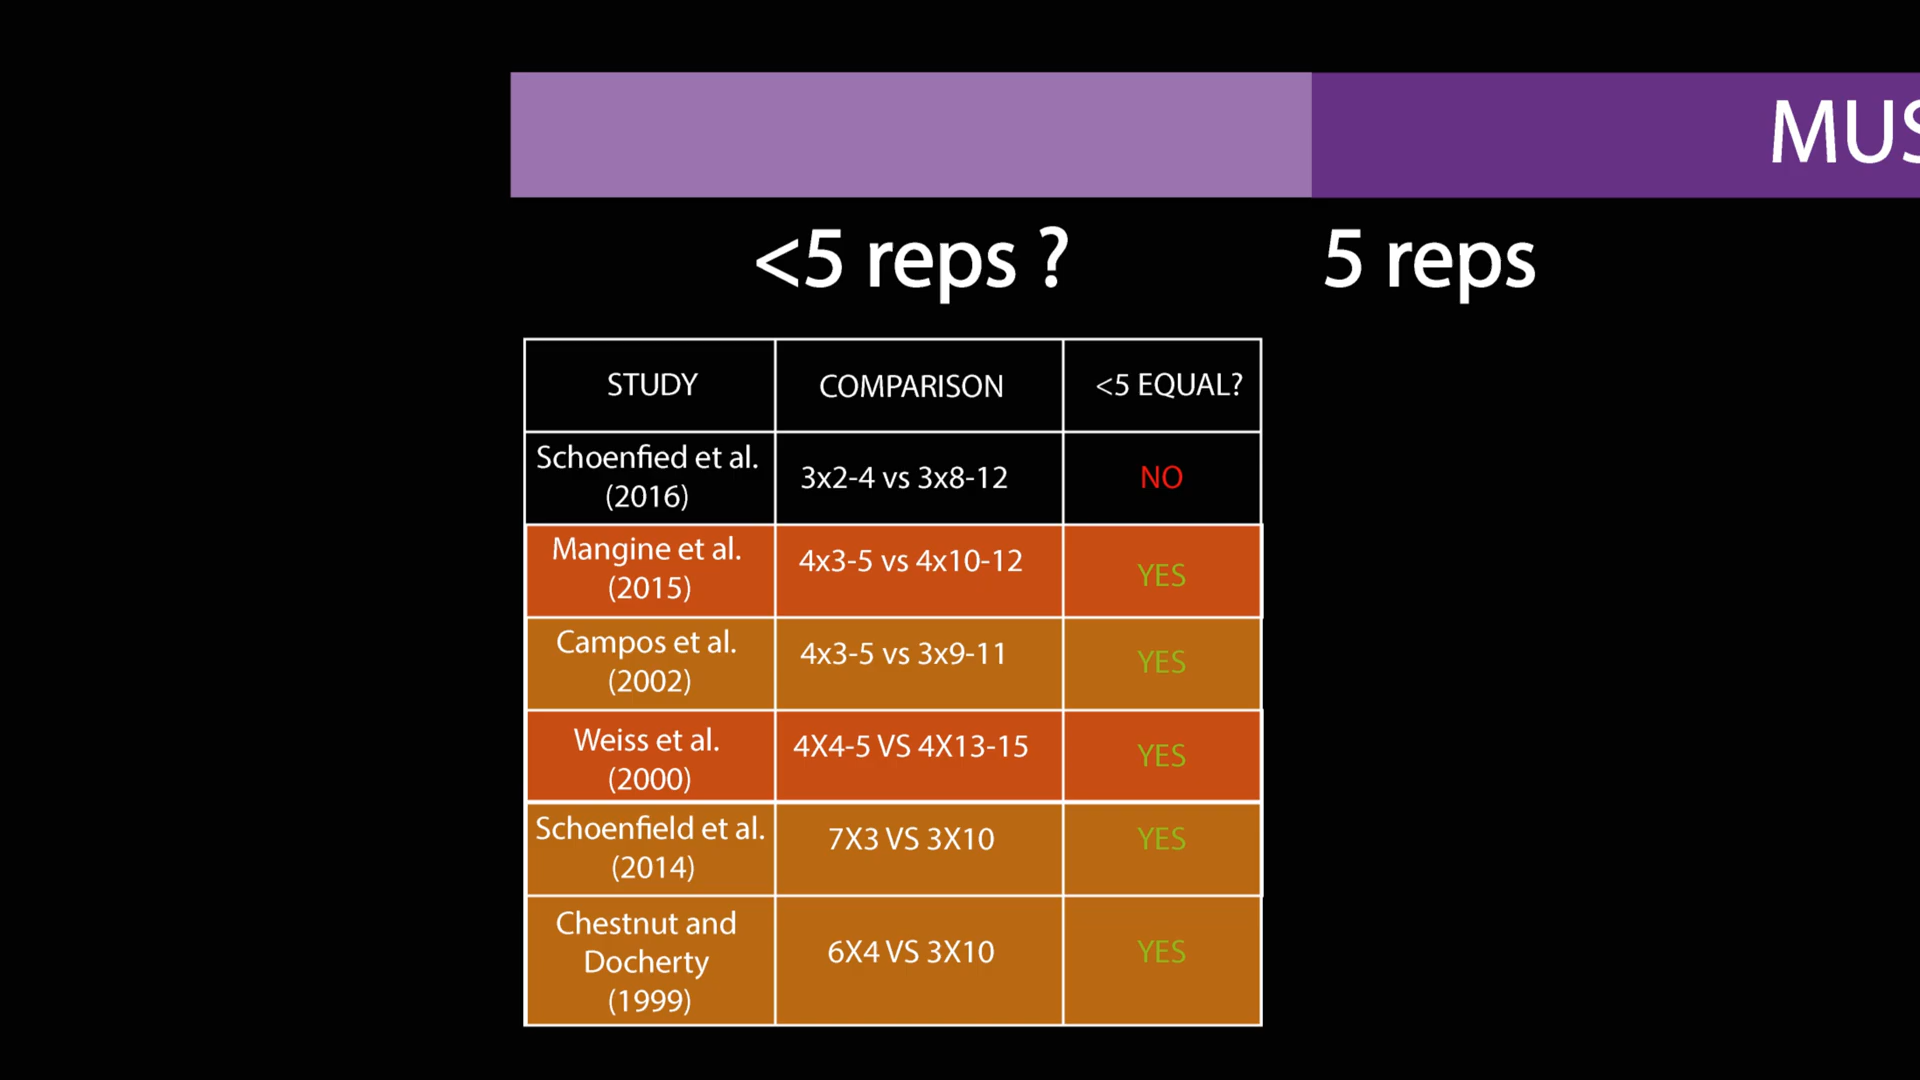 MUS
<5 reps ?
5 reps
STUDY
COMPARISON
<5 EQUAL?
Schoenfied et al.
(2016)
3x2-4 vs 3x8-12
NO
Mangine et al.
(2015)
4x3-5 vs 4x10-12
YES
Campos et al.
(2002)
4x3-5 vs 3x9-11
YES
Weiss et al.
(2000)
4X4-5 VS 4X13-15
YES
Schoenfield et al.
(2014)
7X3 VS 3X10
YES
Chestnut and
Docherty
(1999)
6X4 VS 3X10
YES